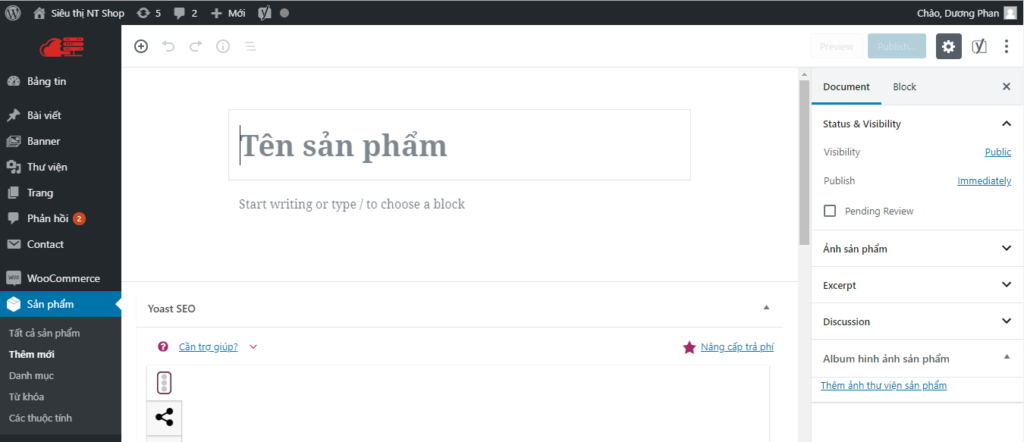 Siêu thị NT Shop 5 2 Mới Chào, Dương Phan
Bảng tin
Bài viết
Banner
Thư viện
Trang
Phản hồi 2
Contact
WooCommerce
Sản phẩm
Tất cả sản phẩm
Thêm mới
Danh mục
Từ khóa
Các thuộc tính
Preview Publish...
Tên sản phẩm
Start writing or type / to choose a block
Yoast SEO
Cần trợ giúp?
Nâng cấp trả phí
Document Block
Status & Visibility
Visibility Public
Publish Immediately
Pending Review
Ảnh sản phẩm
Excerpt
Discussion
Album hình ảnh sản phẩm
Thêm ảnh thư viện sản phẩm